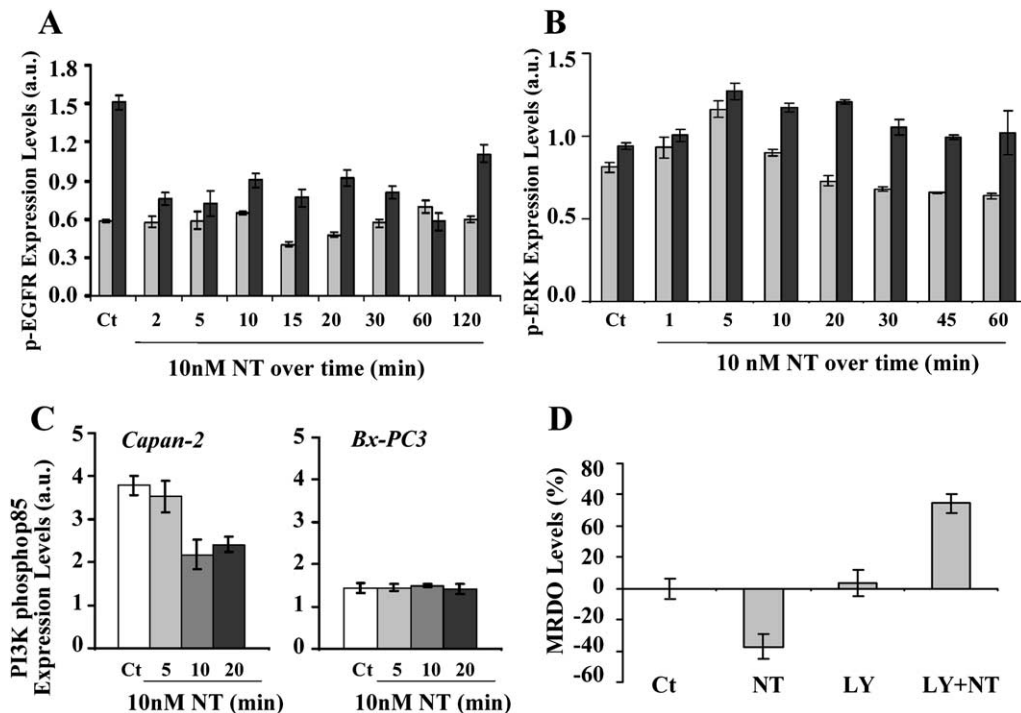 A
p-EGFR Expression Levels (a.u.)
1.8
1.5
1.2
0.9
0.6
0.3
0.0
Ct 2 5 10 15 20 30 60 120
10nM NT over time (min)
B
p-ERK Expression Levels (a.u.)
1.5
1.0
0.5
0.0
Ct 1 5 10 20 30 45 60
10 nM NT over time (min)
C
PI3K phosphop85
Expression Levels (a.u.)
Capan-2
5
4
3
2
1
0
Ct 5 10 20
10nM NT (min)
Bx-PC3
5
4
3
2
1
0
Ct 5 10 20
10nM NT (min)
D
MRDO Levels (%)
80
40
60
0
-40
-60
Ct NT LY LY+NT